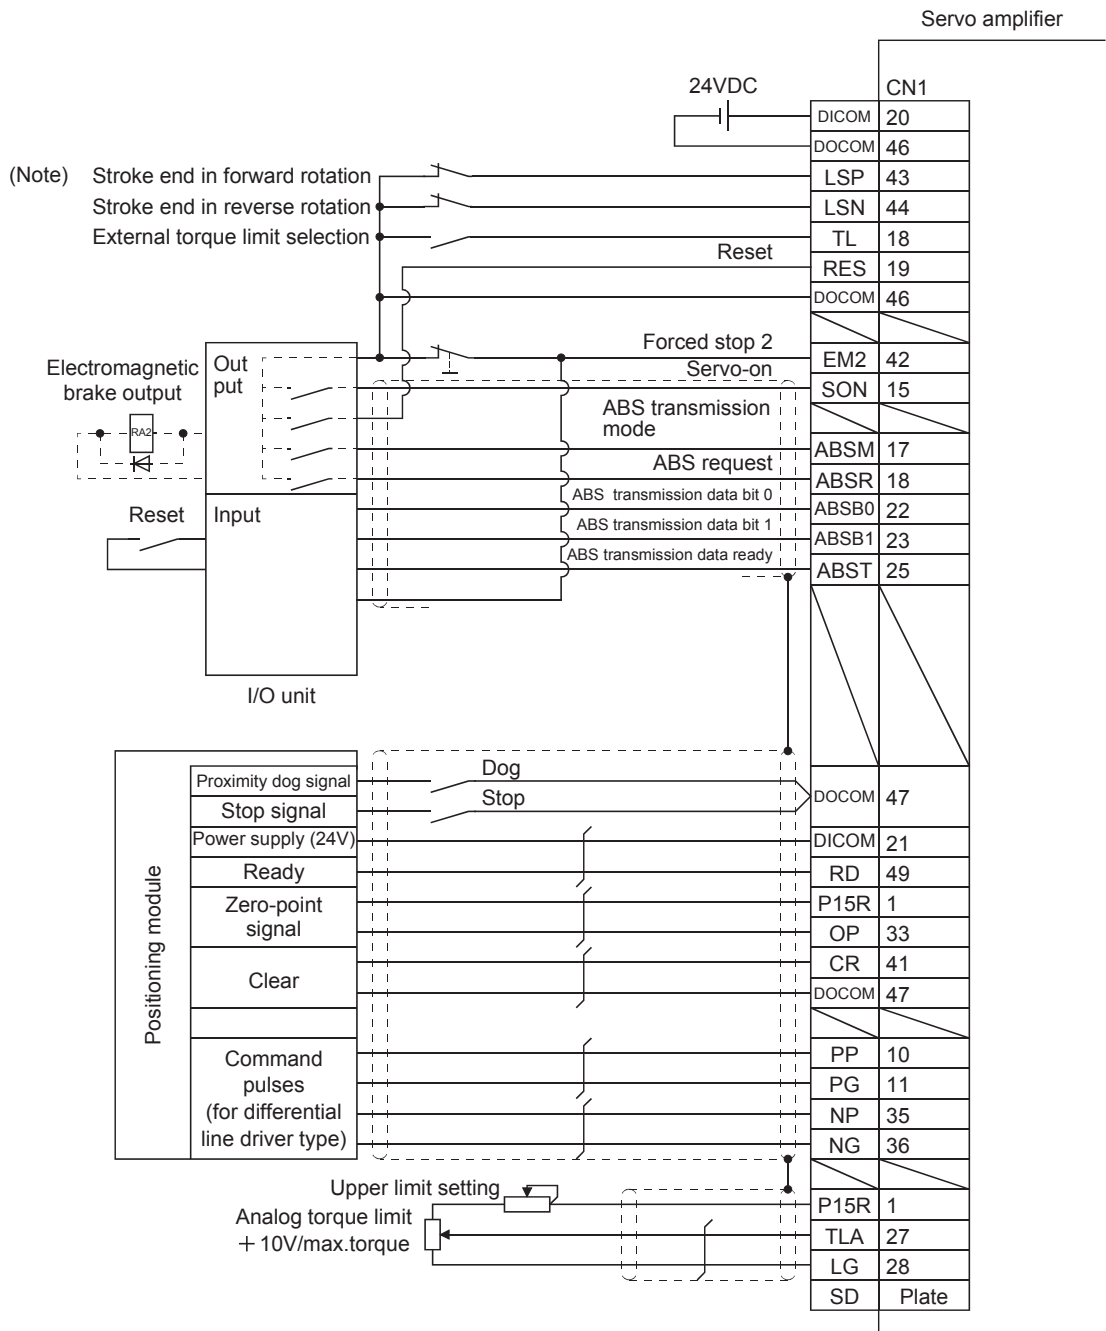 Servo amplifier
24VDC
CN1
DICOM 20
DOCOM 46
(Note) Stroke end in forward rotation LSP 43
Stroke end in reverse rotation LSN 44
External torque limit selection TL 18
Reset RES 19
DOCOM 46
Forced stop 2 EM2 42
Servo-on SON 15
Electromagnetic
brake output
RA2
Out
put
ABS transmission
mode
ABSM 17
ABS request ABSR 18
ABS transmission data bit 0 ABSB0 22
Reset Input
ABS transmission data bit 1 ABSB1 23
ABS transmission data ready ABST 25
I/O unit
Positioning module
Proximity dog signal Dog
Stop signal Stop
DOCOM 47
Power supply (24V) DICOM 21
Ready RD 49
Zero-point
signal
P15R 1
OP 33
Clear
CR 41
DOCOM 47
Command
pulses
(for differential
line driver type)
PP 10
PG 11
NP 35
NG 36
Upper limit setting
Analog torque limit
+10V/max.torque
P15R 1
TLA 27
LG 28
SD Plate